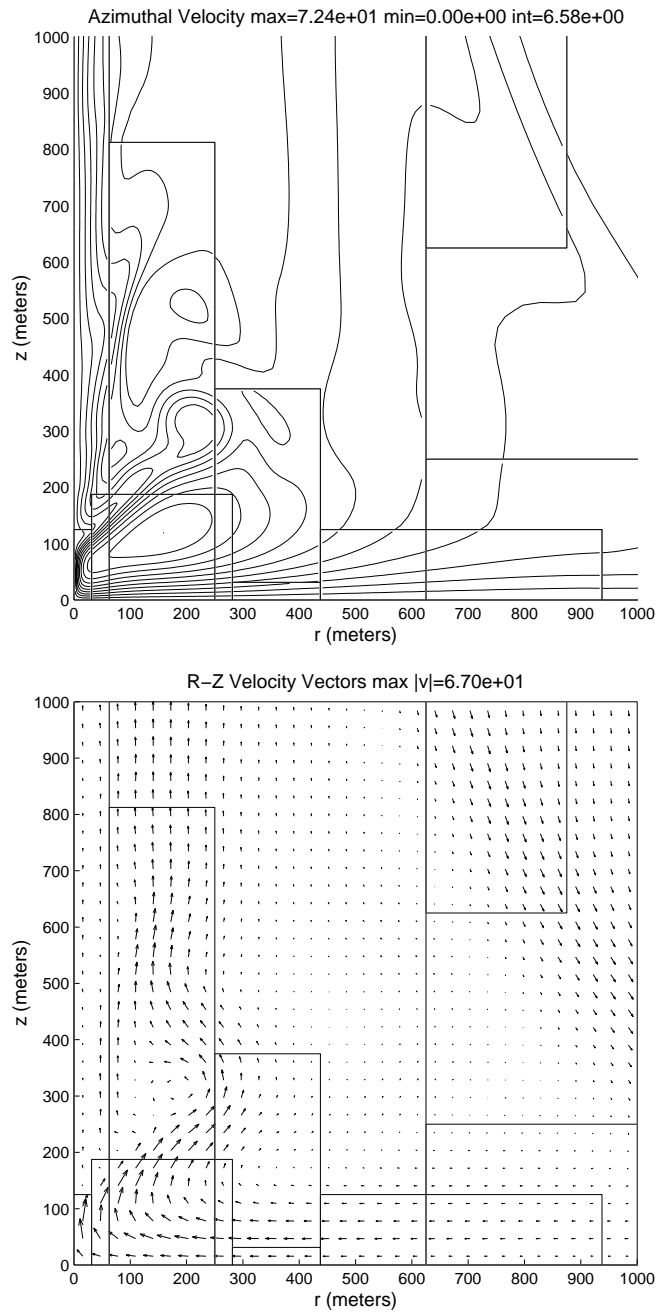 Azimuthal Velocity max=7.24e+01 min=0.00e+00 int=6.58e+00
1000
900
800
700
600
500
400
300
200
100
0
z (meters)
0 100 200 300 400 500 600 700 800 900 1000
r (meters)
R−Z Velocity Vectors max |v|=6.70e+01
1000
900
800
700
600
500
400
300
200
100
0
z (meters)
0 100 200 300 400 500 600 700 800 900 1000
r (meters)